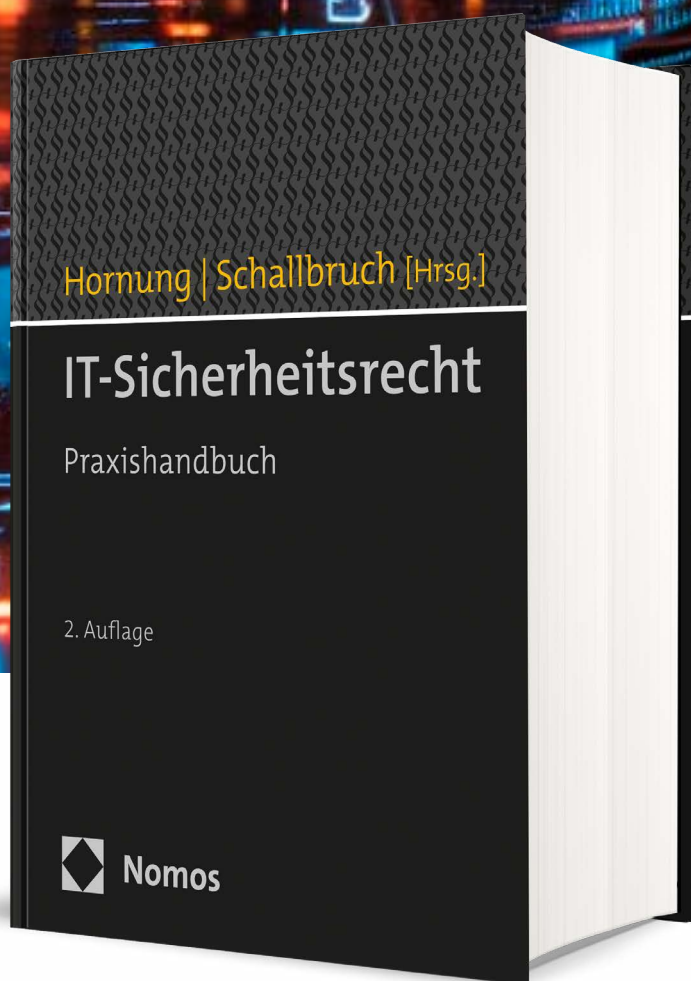 Hornung | Schallbruch [Hrsg.]
IT-Sicherheitsrecht
Praxishandbuch
2. Auflage
Nomos